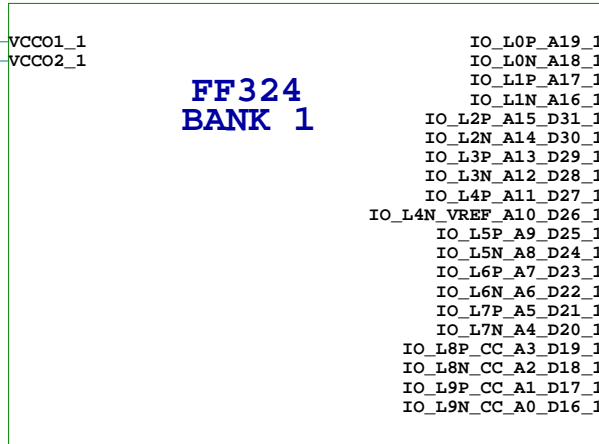 VCCO1_1
VCCO2_1
FF324
BANK 1
IO_L0P_A19_1
IO_L0N_A18_1
IO_L1P_A17_1
IO_L1N_A16_1
IO_L2P_A15_D31_1
IO_L2N_A14_D30_1
IO_L3P_A13_D29_1
IO_L3N_A12_D28_1
IO_L4P_A11_D27_1
IO_L4N_VREF_A10_D26_1
IO_L5P_A9_D25_1
IO_L5N_A8_D24_1
IO_L6P_A7_D23_1
IO_L6N_A6_D22_1
IO_L7P_A5_D21_1
IO_L7N_A4_D20_1
IO_L8P_CC_A3_D19_1
IO_L8N_CC_A2_D18_1
IO_L9P_CC_A1_D17_1
IO_L9N_CC_A0_D16_1